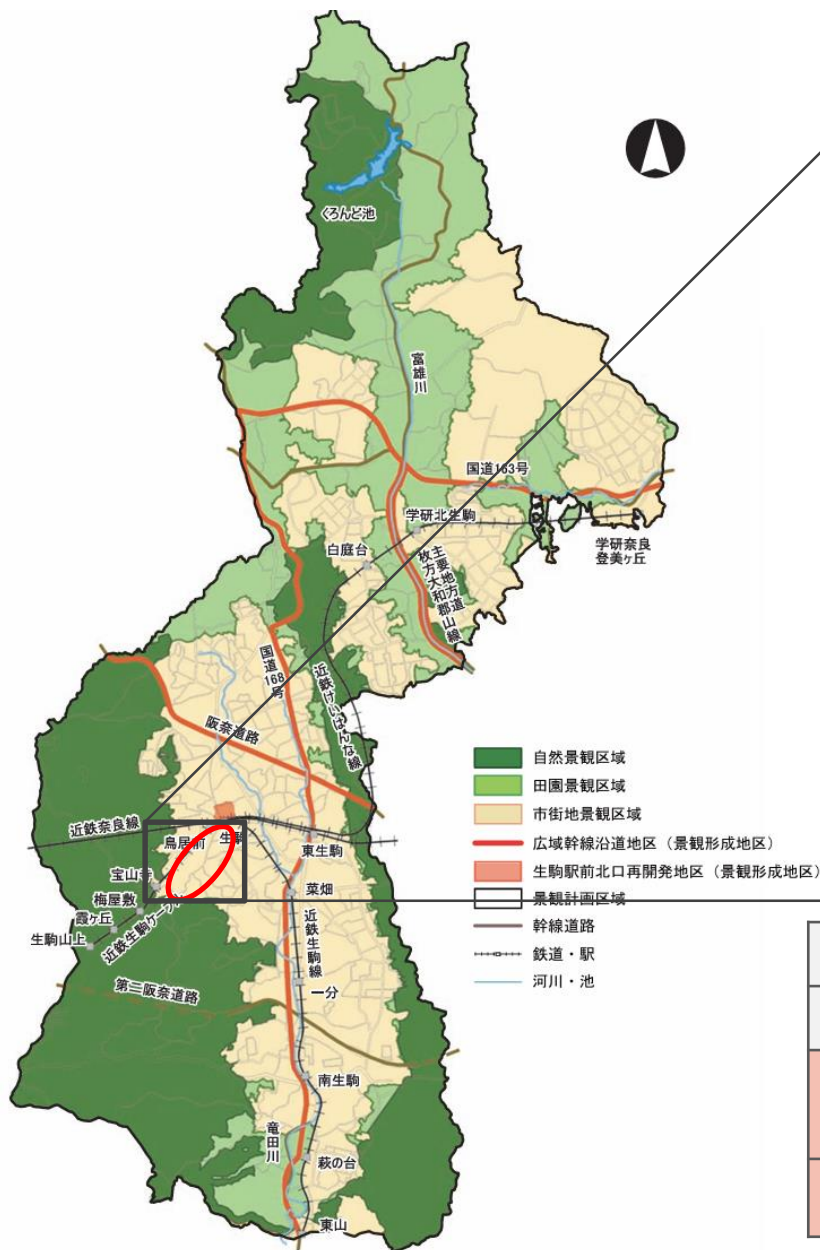 くろんど池
富雄川
国道163号
学研北生駒
白庭台
学研奈良
登美ヶ丘
主要地方道
枚方大和郡山線
国道168号
近鉄けいはんな線
阪奈道路
近鉄奈良線
生駒
鳥居前
東生駒
宝山寺
菜畑
梅屋敷
霞ヶ丘
近鉄生駒ケーブル
生駒山上
近鉄生駒線
一分
第二阪奈道路
南生駒
竜田川
萩の台
東山
自然景観区域
田園景観区域
市街地景観区域
広域幹線沿道地区（景観形成地区）
生駒駅前北口再開発地区（景観形成地区）
景観計画区域
幹線道路
鉄道・駅
河川・池